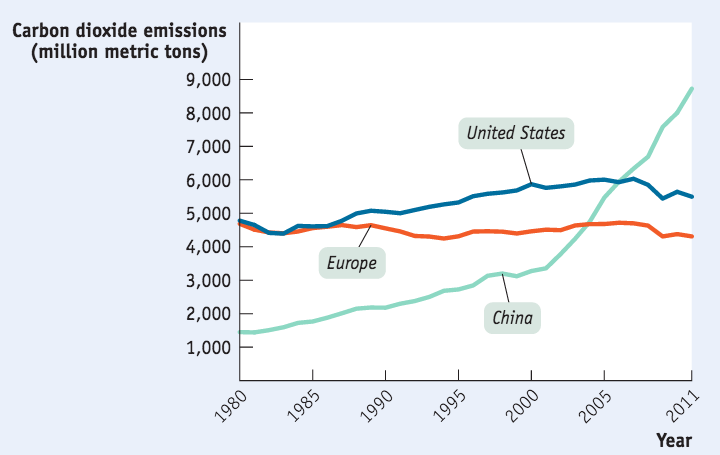 Carbon dioxide emissions
(million metric tons)
9,000
8,000
7,000
6,000
5,000
4,000
3,000
2,000
1,000
United States
Europe
China
1980
1985
1990
1995
2000
2005
2011
Year